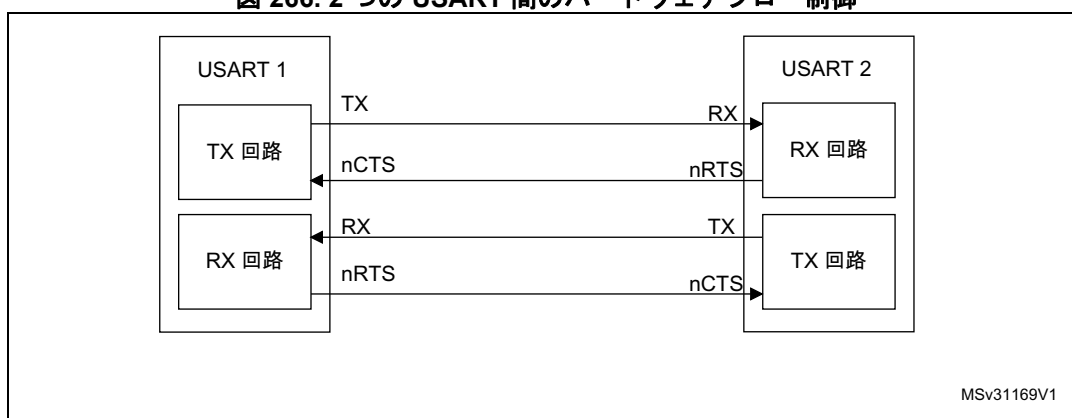 図 266. 2 つの USART 間のハードウェアフロー制御
USART 1
USART 2
TX
RX
TX 回路
RX 回路
nCTS
nRTS
RX
TX
RX 回路
TX 回路
nRTS
nCTS
MSv31169V1